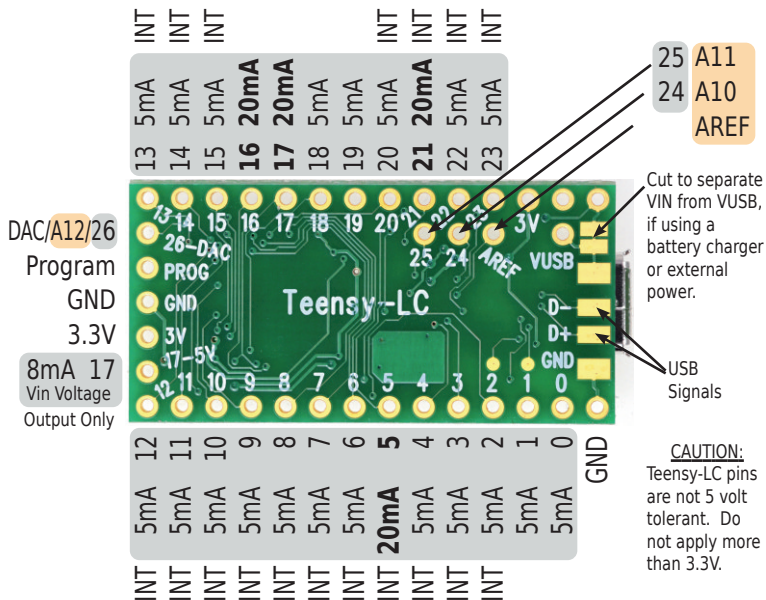 13 5mA INT
14 5mA INT
15 5mA INT
16 20mA
17 20mA
18 5mA
19 5mA
20 5mA INT
21 20mA INT
22 5mA INT
23 5mA INT
25 A11
24 A10
AREF
Cut to separate
VIN from VUSB,
if using a
battery charger
or external
power.
DAC/A12/26
Program
GND
3.3V
8mA 17
Vin Voltage
Output Only
13 14 15 16 17 18 19 20 21 22 23 3V
26-DAC
25 24 AREF
VUSB
PROG
GND
Teensy-LC
D-
D+
3V
17-5V
GND
12 11 10 9 8 7 6 5 4 3 2 1 0
USB
Signals
INT 5mA 12
INT 5mA 11
INT 5mA 10
INT 5mA 9
INT 5mA 8
INT 5mA 7
INT 5mA 6
INT 20mA 5
INT 5mA 4
INT 5mA 3
INT 5mA 2
5mA 1
5mA 0
GND
CAUTION:
Teensy-LC pins
are not 5 volt
tolerant. Do
not apply more
than 3.3V.